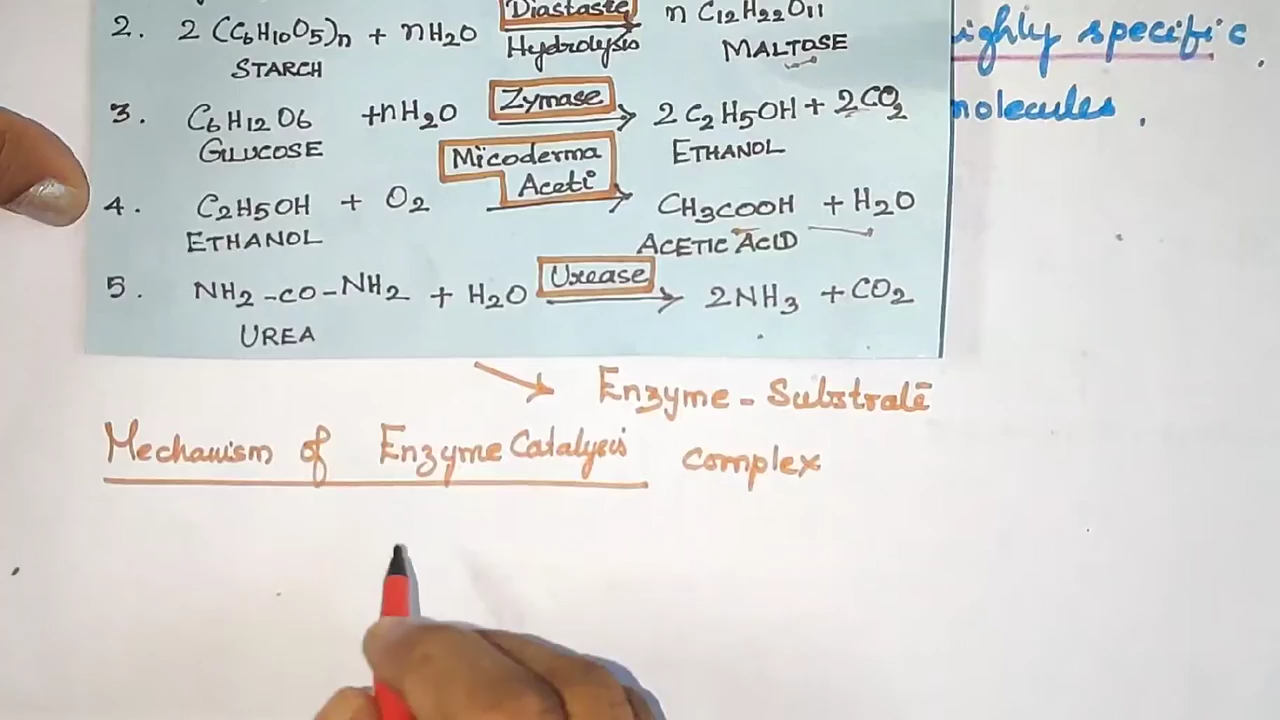 Diastaste
2. 2 (C6H10O5)n + nH2O Hydrolysis n C12H22O11
STARCH MALTOSE
3. C6H12O6 +nH2O Zymase 2 C2H5OH + 2CO2
GLUCOSE ETHANOL
Micoderma
Aceti
4. C2H5OH + O2 CH3COOH + H2O
ETHANOL ACETIC ACID
5. NH2-CO-NH2 + H2O Urease 2NH3 + CO2
UREA
ighly specific.
molecules.
Enzyme-Substrate
Mechanism of Enzyme Catalysis complex